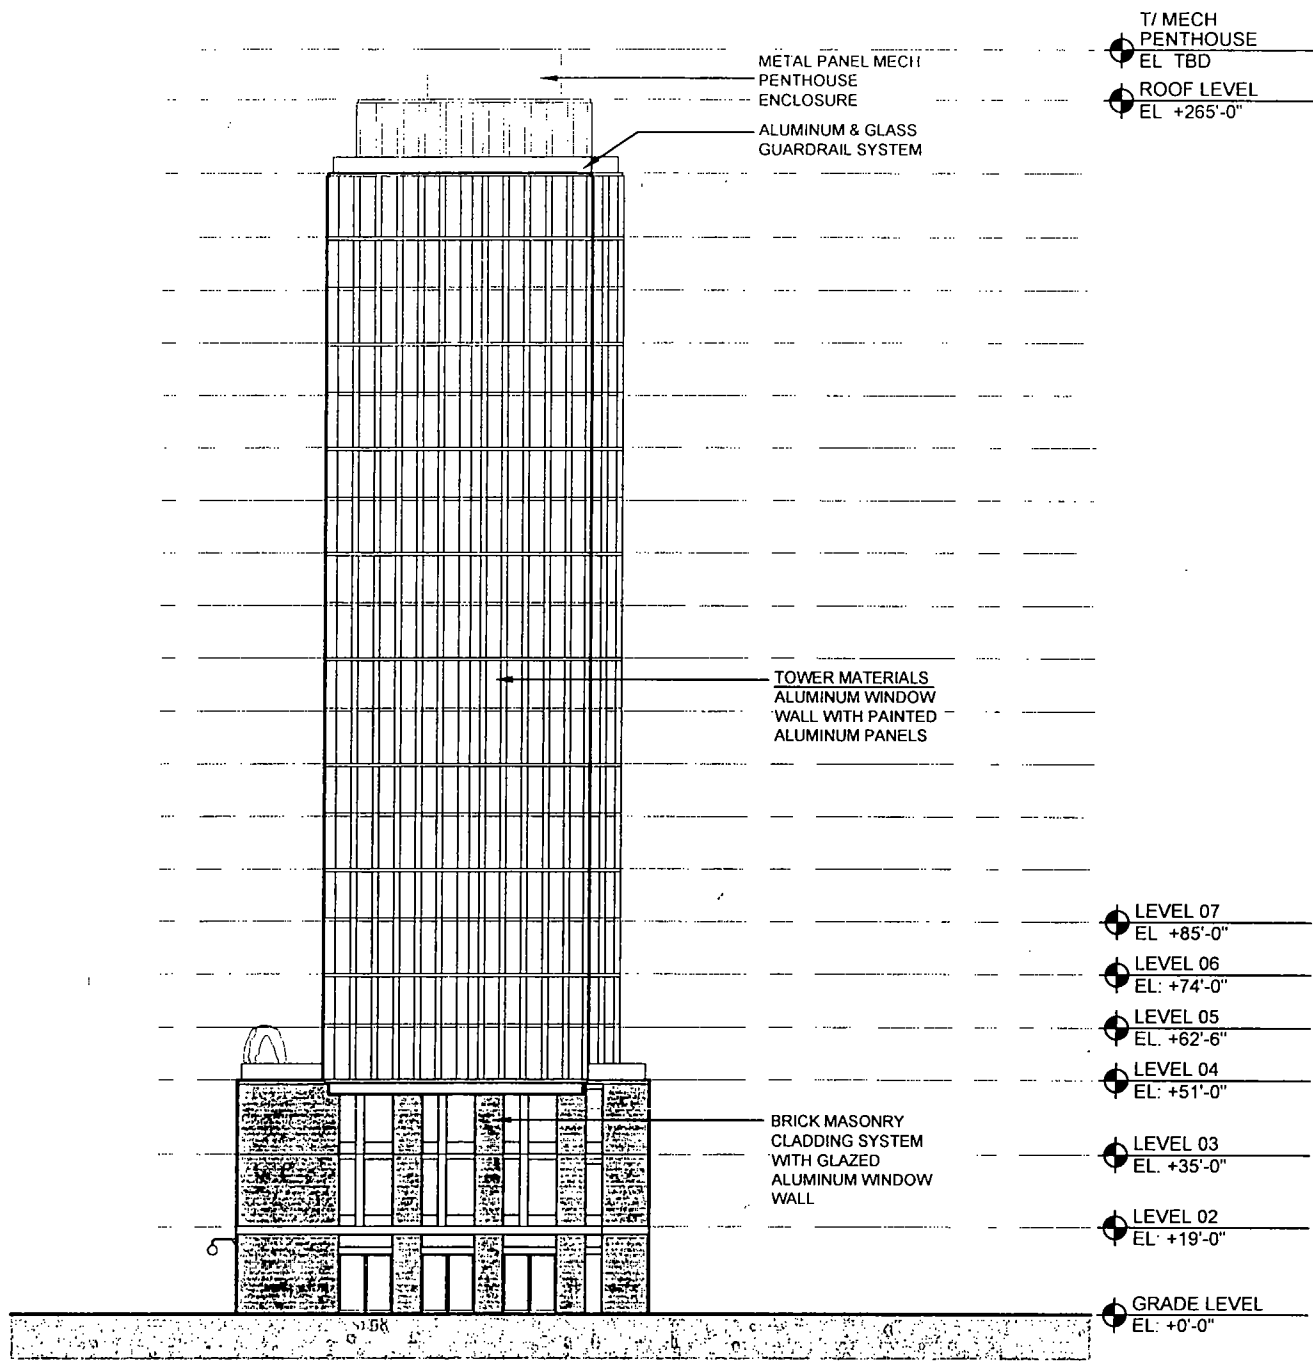 T/ MECH
PENTHOUSE
EL TBD
ROOF LEVEL
EL +265'-0"
METAL PANEL MECH
PENTHOUSE
ENCLOSURE
ALUMINUM & GLASS
GUARDRAIL SYSTEM
TOWER MATERIALS
ALUMINUM WINDOW
WALL WITH PAINTED
ALUMINUM PANELS
LEVEL 07
EL +85'-0"
LEVEL 06
EL: +74'-0"
LEVEL 05
EL. +62'-6"
LEVEL 04
EL: +51'-0"
BRICK MASONRY
CLADDING SYSTEM
WITH GLAZED
ALUMINUM WINDOW
WALL
LEVEL 03
EL. +35'-0"
LEVEL 02
EL: +19'-0"
GRADE LEVEL
EL: +0'-0"